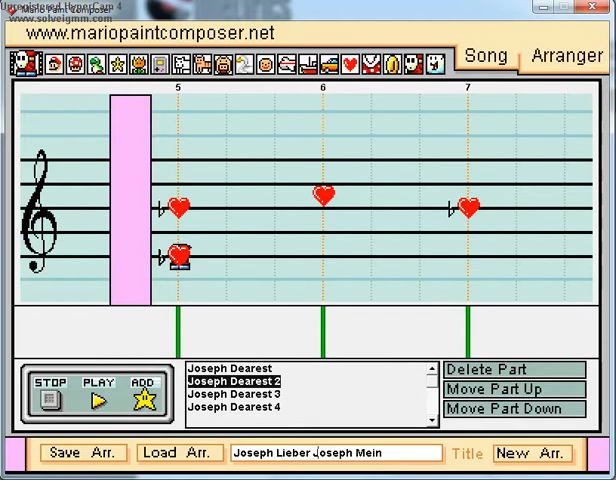 Unregistered HyperCam 4
Mario Paint Composer
www.solveigmm.com
www.mariopaintcomposer.net
Song
Arranger
5 6 7
STOP PLAY ADD
Joseph Dearest
Joseph Dearest 2
Joseph Dearest 3
Joseph Dearest 4
Delete Part
Move Part Up
Move Part Down
Save Arr.
Load Arr.
Joseph Lieber Joseph Mein
Title
New Arr.